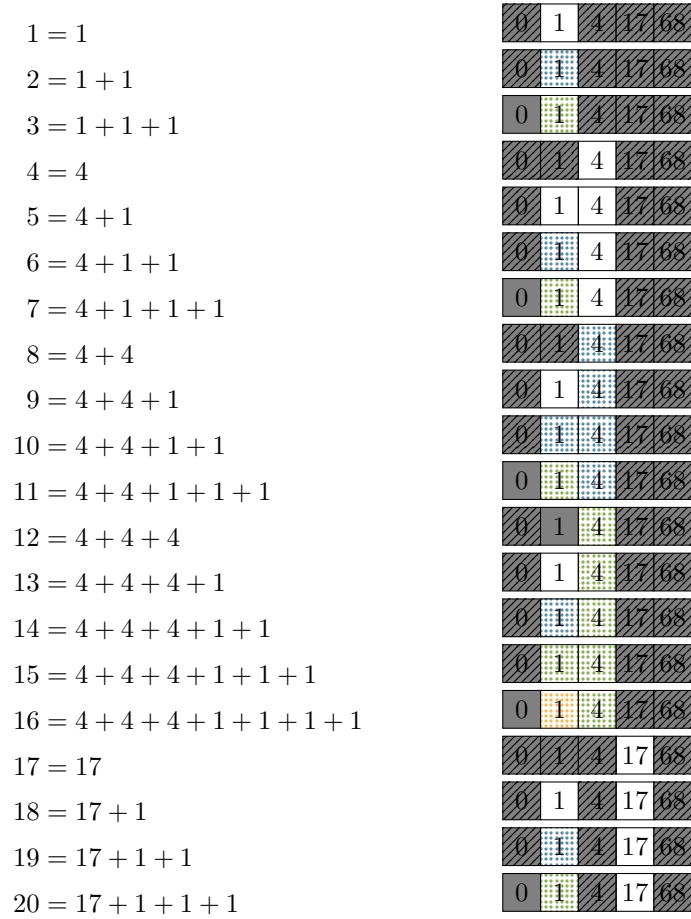 1 = 1 0 1 4 17 68
2 = 1 + 1 0 1 4 17 68
3 = 1 + 1 + 1 0 1 4 17 68
4 = 4 0 1 4 17 68
5 = 4 + 1 0 1 4 17 68
6 = 4 + 1 + 1 0 1 4 17 68
7 = 4 + 1 + 1 + 1 0 1 4 17 68
8 = 4 + 4 0 1 4 17 68
9 = 4 + 4 + 1 0 1 4 17 68
10 = 4 + 4 + 1 + 1 0 1 4 17 68
11 = 4 + 4 + 1 + 1 + 1 0 1 4 17 68
12 = 4 + 4 + 4 0 1 4 17 68
13 = 4 + 4 + 4 + 1 0 1 4 17 68
14 = 4 + 4 + 4 + 1 + 1 0 1 4 17 68
15 = 4 + 4 + 4 + 1 + 1 + 1 0 1 4 17 68
16 = 4 + 4 + 4 + 1 + 1 + 1 + 1 0 1 4 17 68
17 = 17 0 1 4 17 68
18 = 17 + 1 0 1 4 17 68
19 = 17 + 1 + 1 0 1 4 17 68
20 = 17 + 1 + 1 + 1 0 1 4 17 68